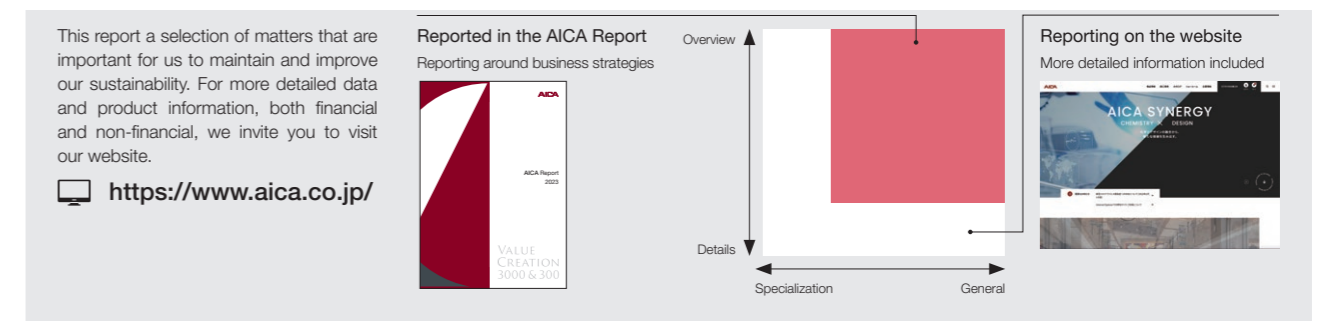 This report a selection of matters that are
important for us to maintain and improve
our sustainability. For more detailed data
and product information, both financial
and non-financial, we invite you to visit
our website.
https://www.aica.co.jp/
Reported in the AICA Report
Reporting around business strategies
AICA
AICA Report
2023
VALUE
CREATION
3000 & 300
Overview
Details
Specialization
General
Reporting on the website
More detailed information included
AICA
AICA SYNERGY
CHEMISTRY
DESIGN